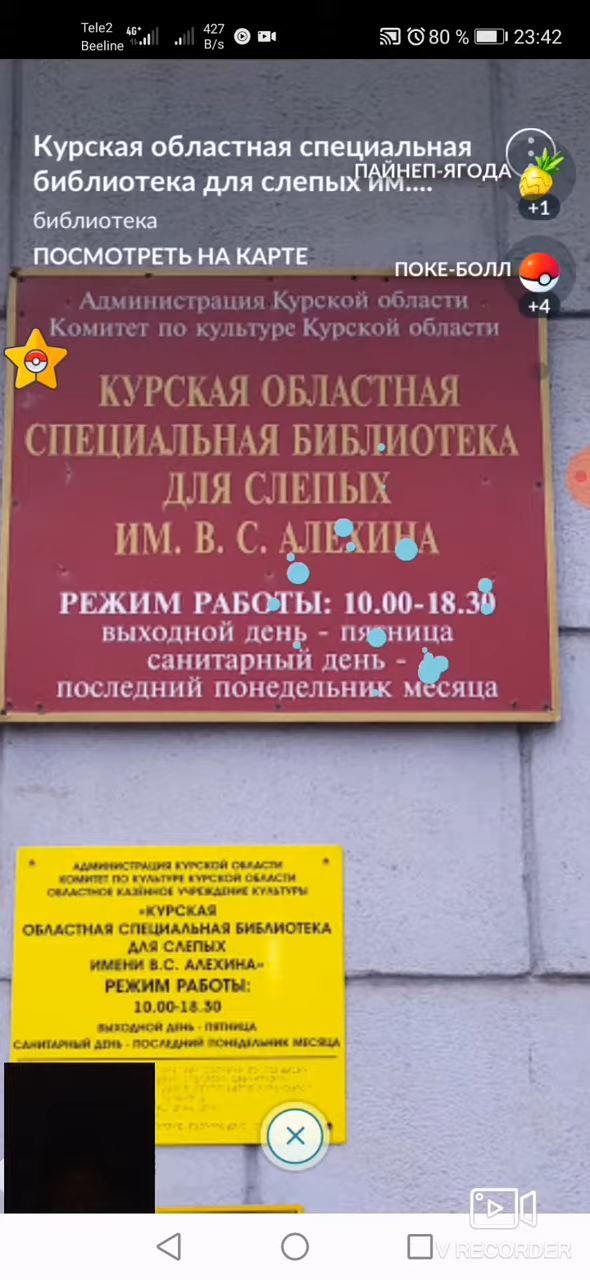 Tele2
Beeline
4G+
427
B/s
80 %
23:42
Курская областная специальная
библиотека для слепых им....
библиотека
ПОСМОТРЕТЬ НА КАРТЕ
ПАЙНЕП-ЯГОДА
+1
ПОКЕ-БОЛЛ
+4
Администрация Курской области
Комитет по культуре Курской области
КУРСКАЯ ОБЛАСТНАЯ
СПЕЦИАЛЬНАЯ БИБЛИОТЕКА
ДЛЯ СЛЕПЫХ
ИМ. В. С. АЛЕХИНА
РЕЖИМ РАБОТЫ: 10.00-18.30
выходной день - пятница
санитарный день -
последний понедельник месяца
АДМИНИСТРАЦИЯ КУРСКОЙ ОБЛАСТИ
КОМИТЕТ ПО КУЛЬТУРЕ КУРСКОЙ ОБЛАСТИ
ОБЛАСТНОЕ КАЗЁННОЕ УЧРЕЖДЕНИЕ КУЛЬТУРЫ
«КУРСКАЯ
ОБЛАСТНАЯ СПЕЦИАЛЬНАЯ БИБЛИОТЕКА
ДЛЯ СЛЕПЫХ
ИМЕНИ В.С. АЛЕХИНА»
РЕЖИМ РАБОТЫ:
10.00-18.30
ВЫХОДНОЙ ДЕНЬ - ПЯТНИЦА
САНИТАРНЫЙ ДЕНЬ - ПОСЛЕДНИЙ ПОНЕДЕЛЬНИК МЕСЯЦА
V RECORDER